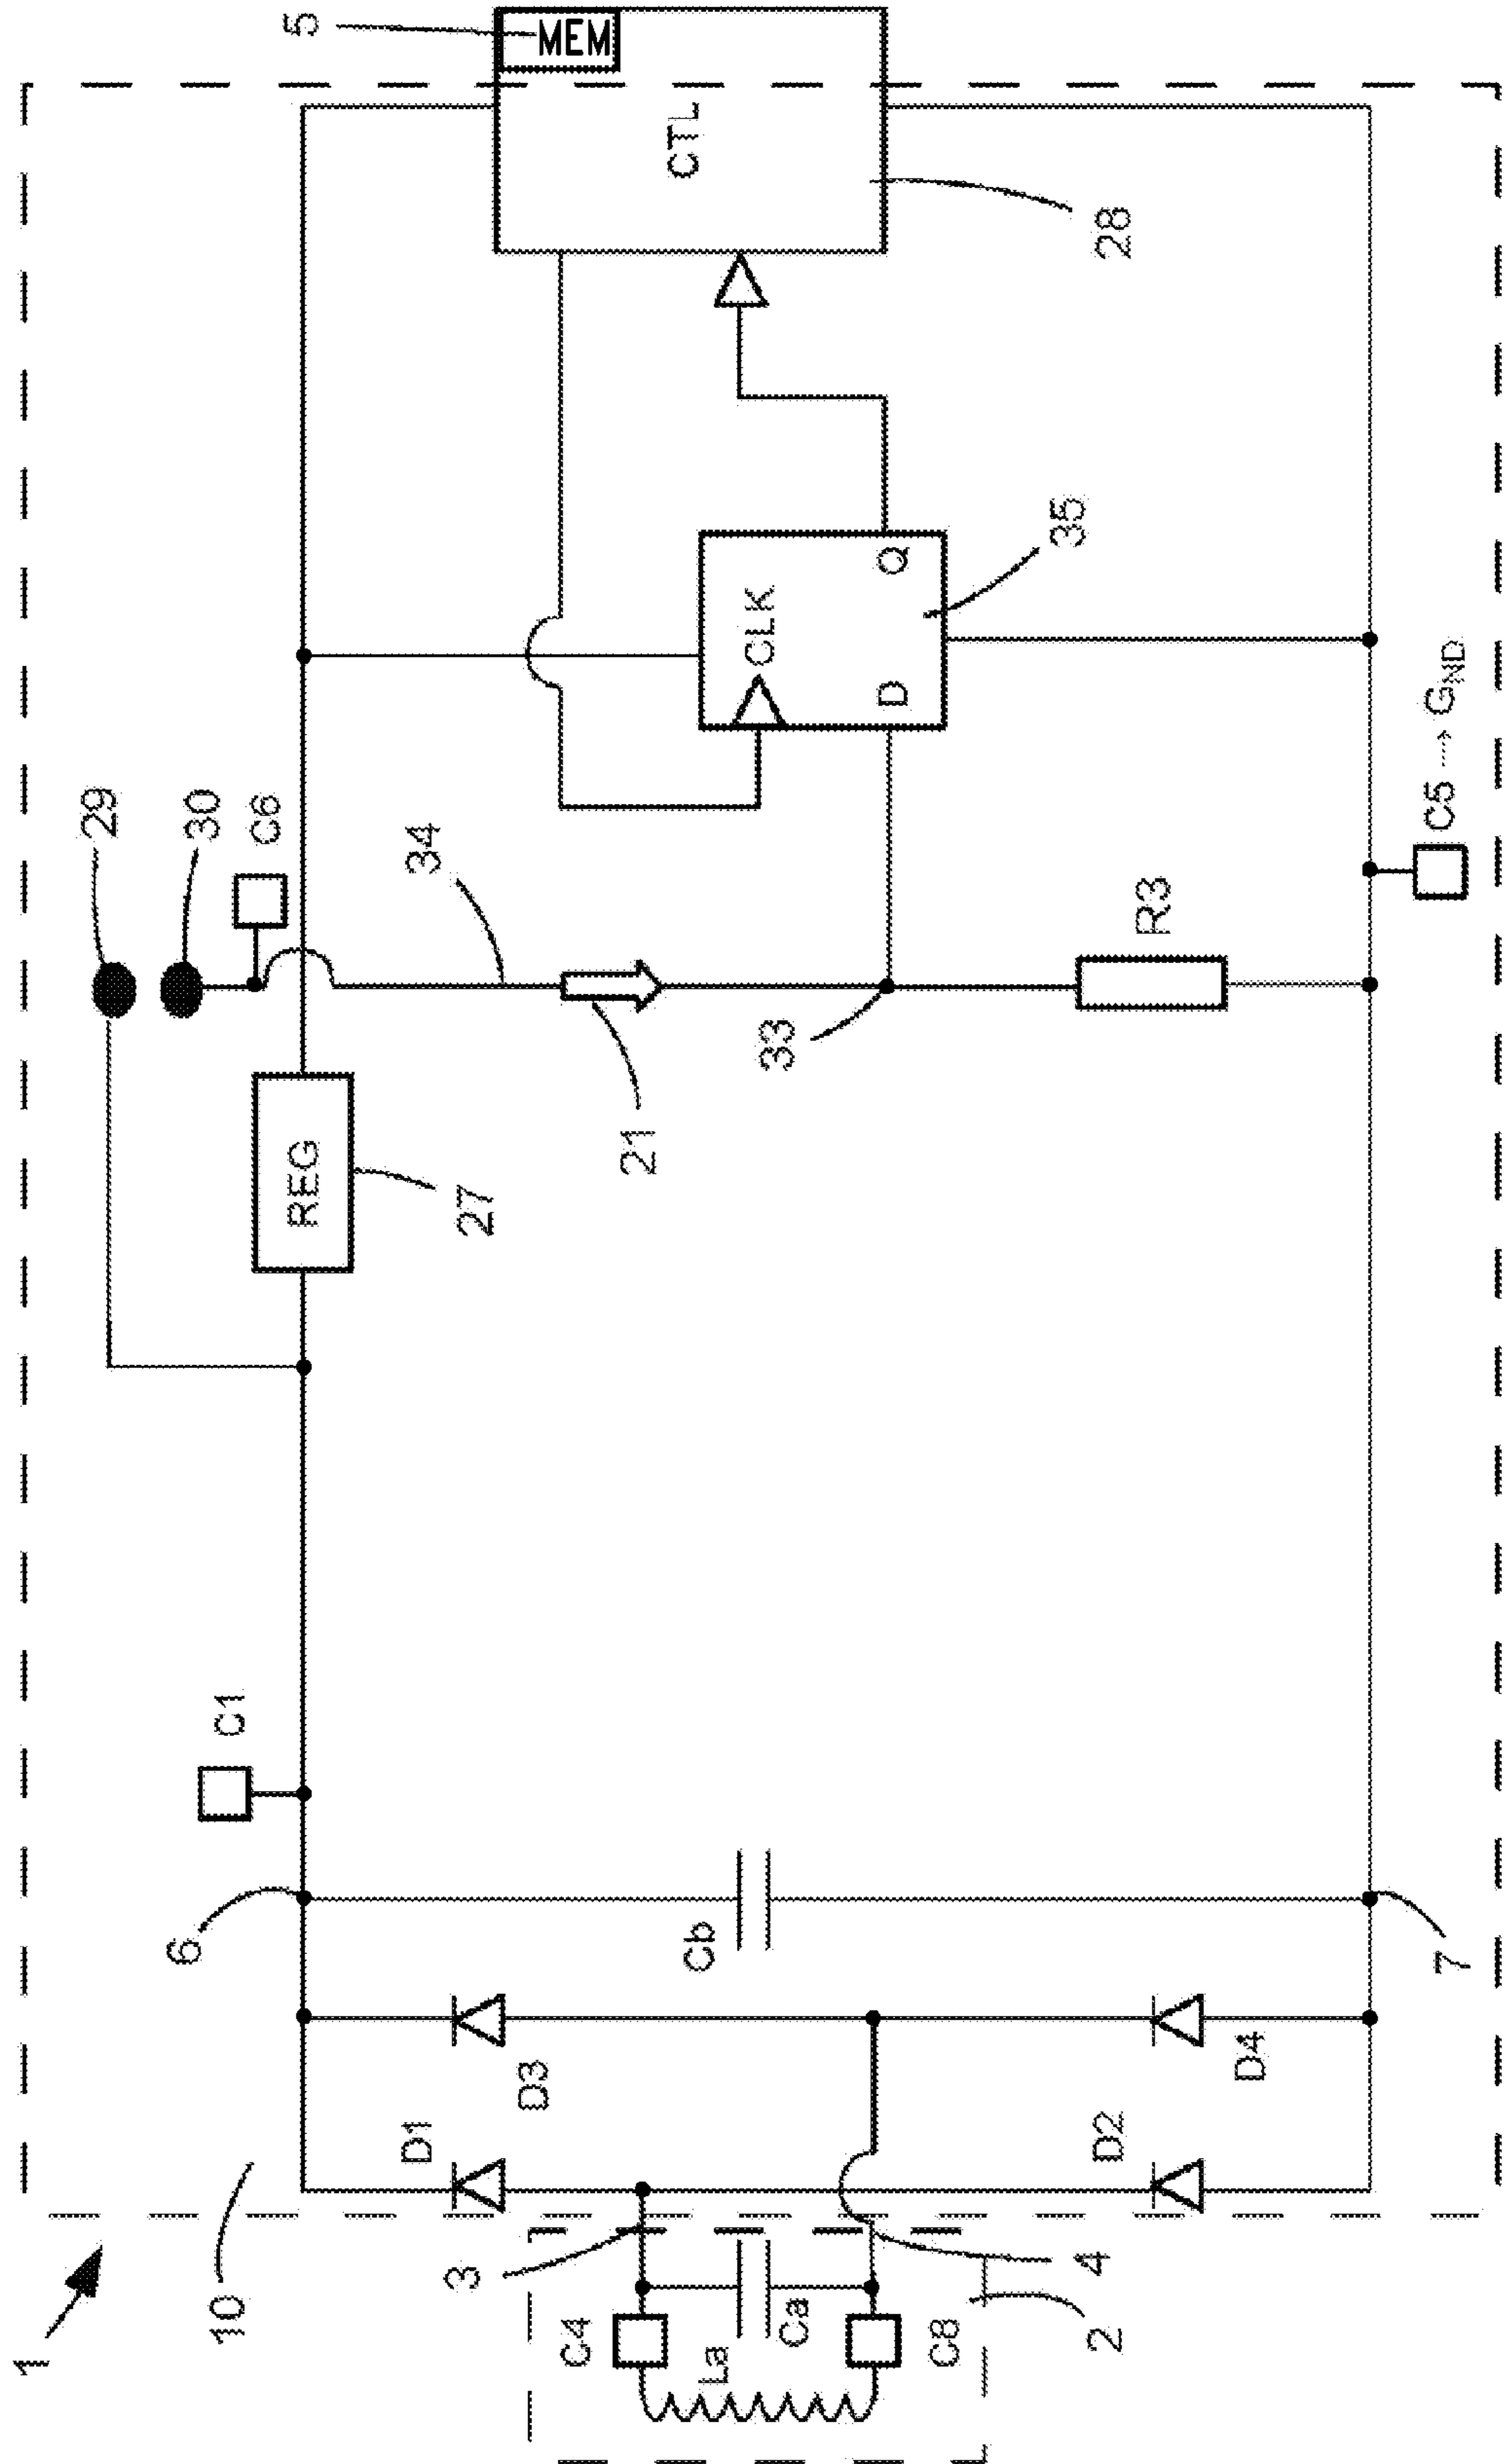 1
10
2
3
4
C4
La
Ca
C8
D1
D2
D3
D4
6
7
Cb
C1
REG
27
29
30
C6
34
21
33
R3
C5 → GND
CLK
D
Q
35
CTL
MEM
5
28